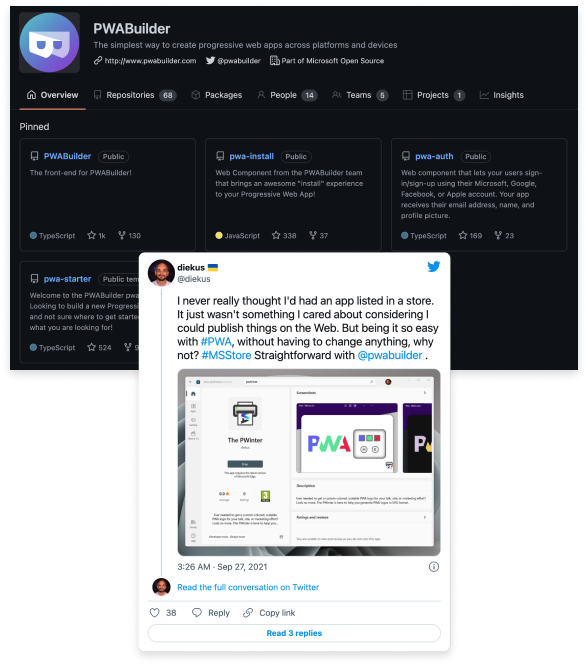 PWABuilder
The simplest way to create progressive web apps across platforms and devices
http://www.pwabuilder.com @pwabuilder Part of Microsoft Open Source
Overview Repositories 68 Packages People 14 Teams 5 Projects 1 Insights
Pinned
PWABuilder Public
The front-end for PWABuilder!
TypeScript 1k 130
pwa-install Public
Web Component from the PWABuilder team
that brings an awesome "install" experience
to your Progressive Web App!
JavaScript 338 37
pwa-auth Public
Web component that lets your users sign-
in/sign-up using their Microsoft, Google,
Facebook, or Apple account. Your app
receives their email address, name, and
profile picture.
TypeScript 169 23
pwa-starter Public tem
Welcome to the PWABuilder pwa
Looking to build a new Progres
and not sure where to get starte
what you are looking for!
TypeScript 524 9
diekus
@diekus
I never really thought I'd had an app listed in a store.
It just wasn't something I cared about considering I
could publish things on the Web. But being it so easy
with #PWA, without having to change anything, why
not? #MSStore Straightforward with @pwabuilder .
The PWinter
diekus
Screenshots
PWA
Description
Ratings and reviews
3:26 AM · Sep 27, 2021
Read the full conversation on Twitter
38 Reply Copy link
Read 3 replies